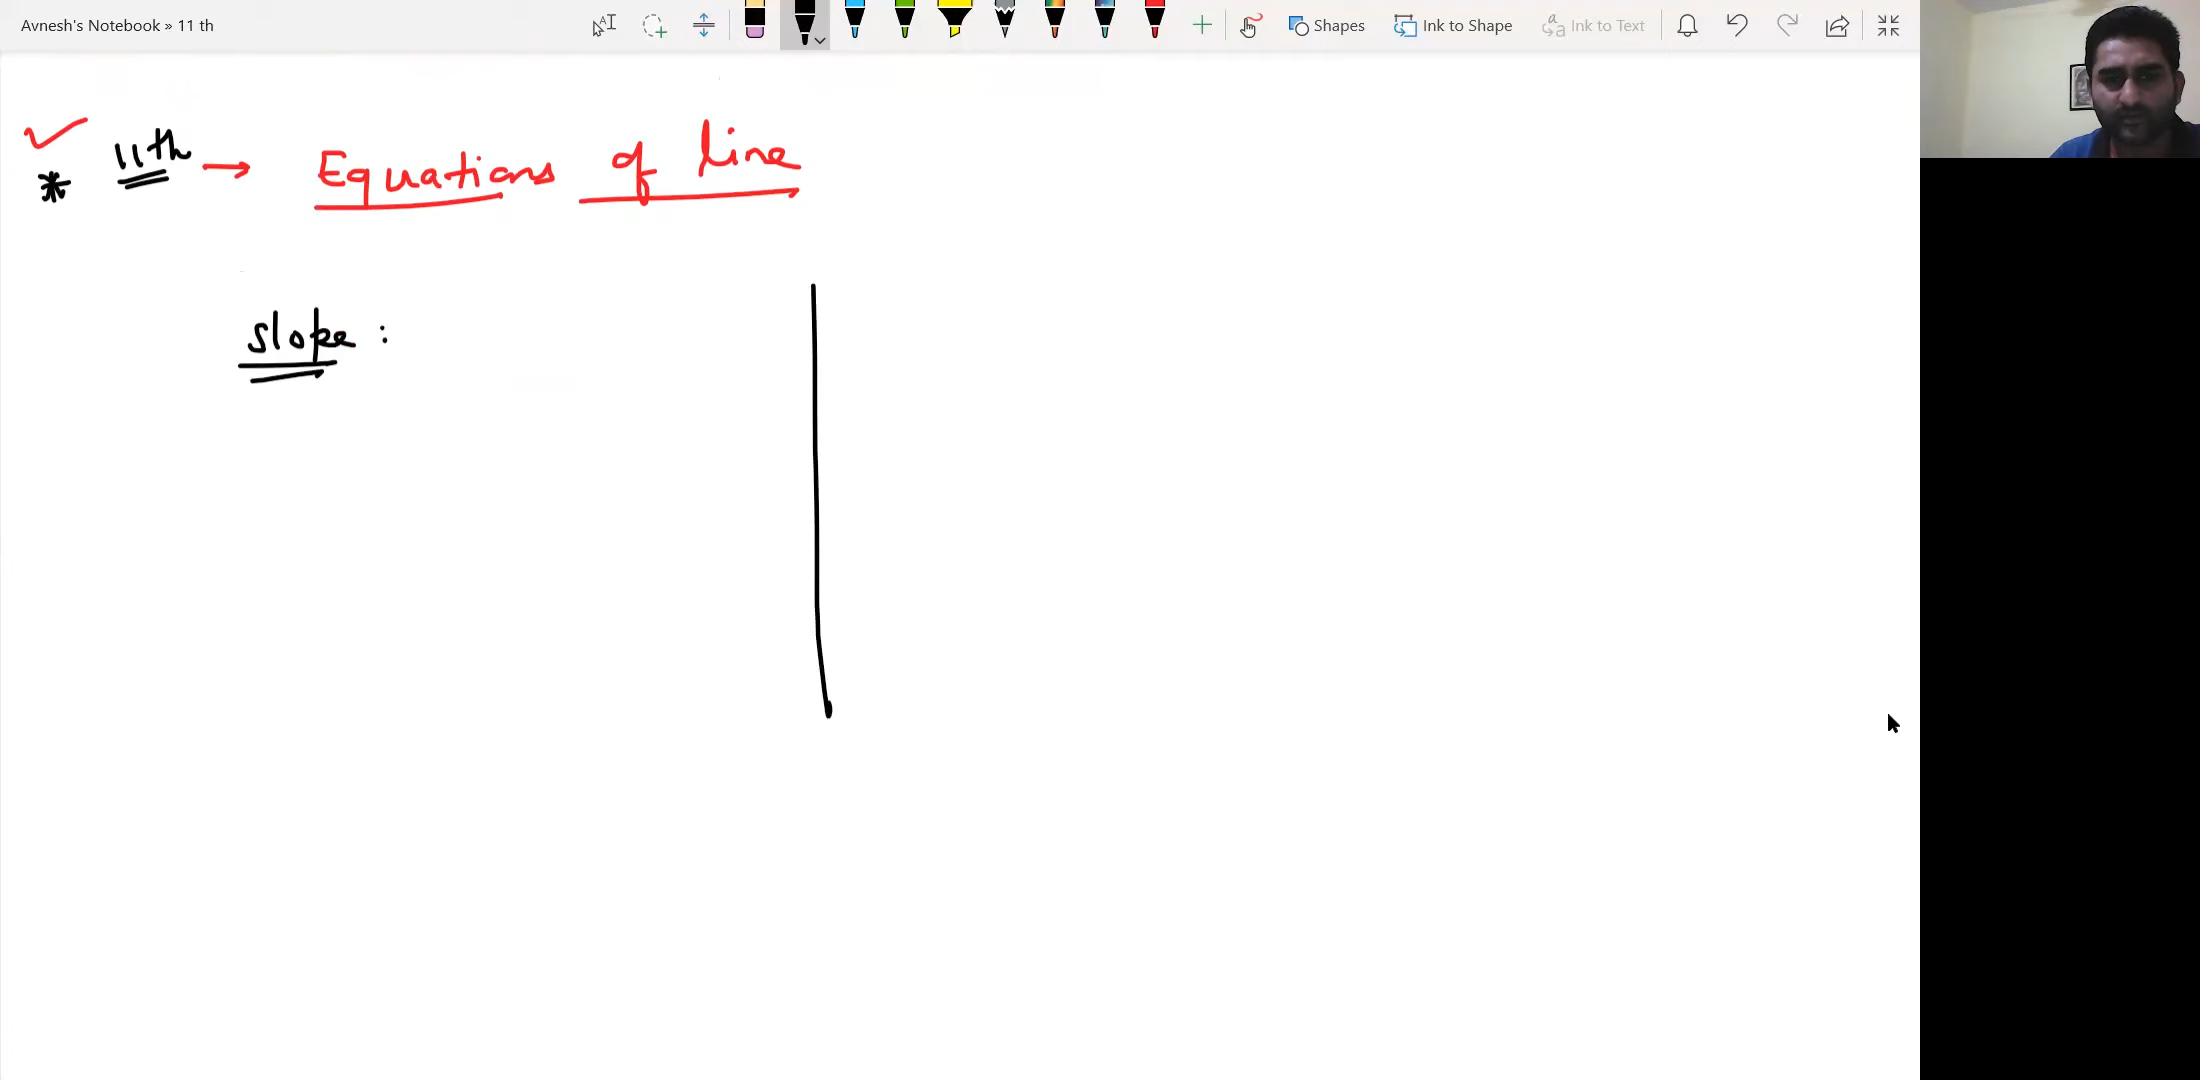 Avnesh's Notebook » 11 th
Shapes
Ink to Shape
Ink to Text
* 11th → Equations of line
Slope :